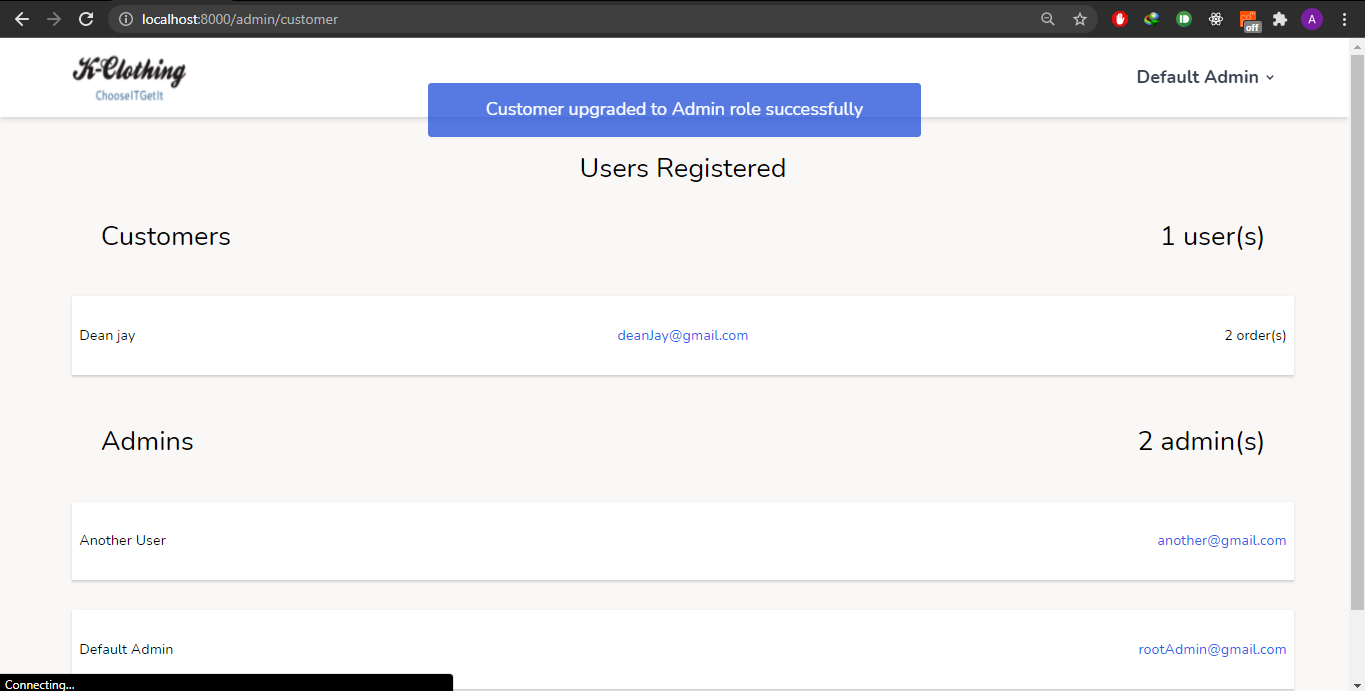 localhost:8000/admin/customer
off
A
K-Clothing
ChooseITGetIt
Default Admin
Customer upgraded to Admin role successfully
Users Registered
Customers 1 user(s)
Dean jay deanJay@gmail.com 2 order(s)
Admins 2 admin(s)
Another User another@gmail.com
Default Admin rootAdmin@gmail.com
Connecting...